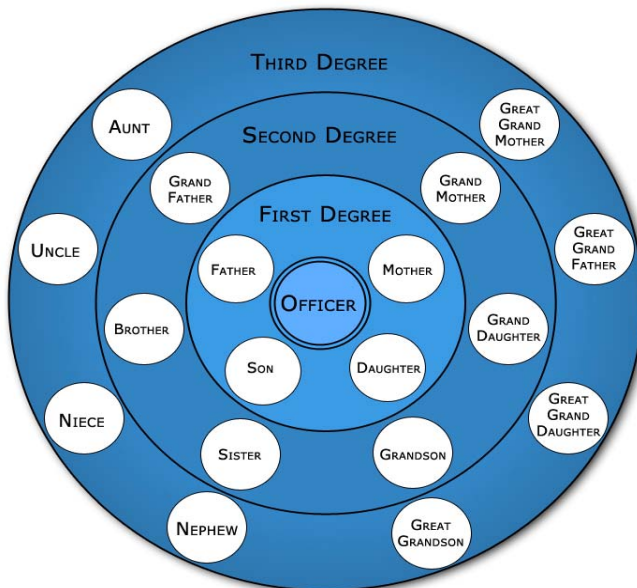 THIRD DEGREE
AUNT
GREAT
GRAND
MOTHER
SECOND DEGREE
GRAND
FATHER
GRAND
MOTHER
FIRST DEGREE
UNCLE
GREAT
GRAND
FATHER
FATHER
MOTHER
OFFICER
BROTHER
GRAND
DAUGHTER
SON
DAUGHTER
NIECE
GREAT
GRAND
DAUGHTER
SISTER
GRANDSON
NEPHEW
GREAT
GRANDSON